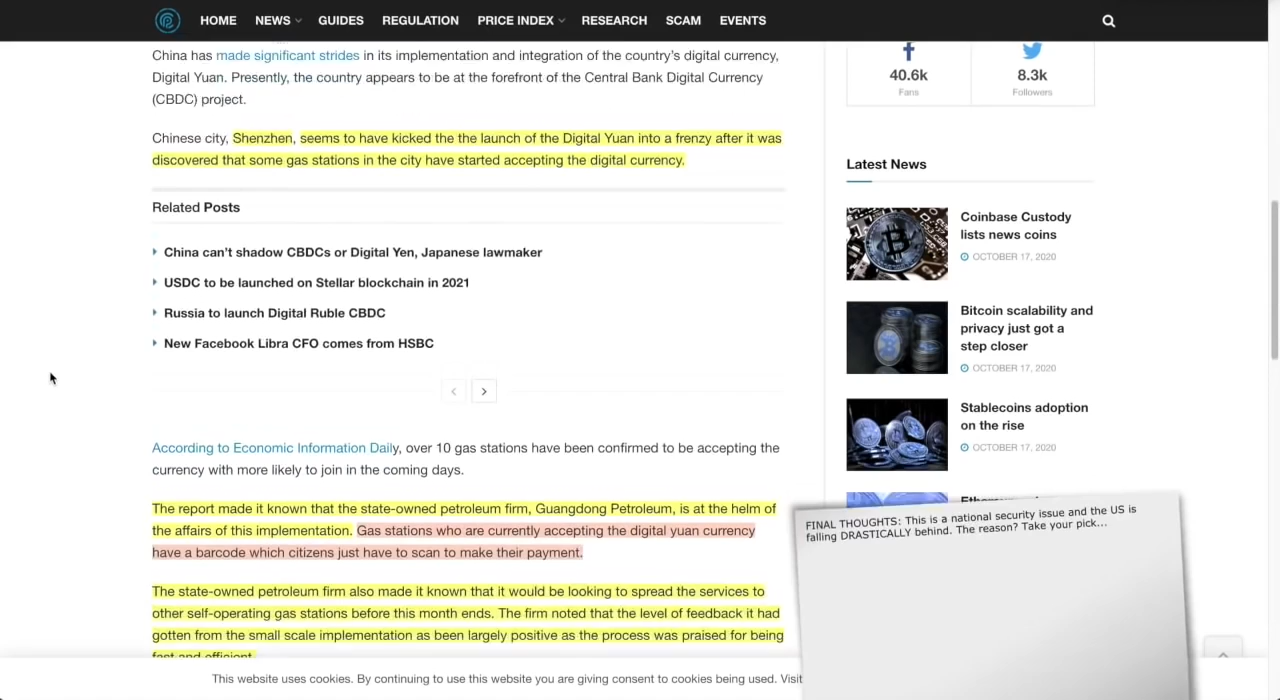 HOME NEWS GUIDES REGULATION PRICE INDEX RESEARCH SCAM EVENTS
China has made significant strides in its implementation and integration of the country's digital currency,
Digital Yuan. Presently, the country appears to be at the forefront of the Central Bank Digital Currency
(CBDC) project.
Chinese city, Shenzhen, seems to have kicked the the launch of the Digital Yuan into a frenzy after it was
discovered that some gas stations in the city have started accepting the digital currency.
Related Posts
China can't shadow CBDCs or Digital Yen, Japanese lawmaker
USDC to be launched on Stellar blockchain in 2021
Russia to launch Digital Ruble CBDC
New Facebook Libra CFO comes from HSBC
According to Economic Information Daily, over 10 gas stations have been confirmed to be accepting the
currency with more likely to join in the coming days.
The report made it known that the state-owned petroleum firm, Guangdong Petroleum, is at the helm of
the affairs of this implementation. Gas stations who are currently accepting the digital yuan currency
have a barcode which citizens just have to scan to make their payment.
The state-owned petroleum firm also made it known that it would be looking to spread the services to
other self-operating gas stations before this month ends. The firm noted that the level of feedback it had
gotten from the small scale implementation as been largely positive as the process was praised for being
fast and efficient.
40.6k
Fans
8.3k
Followers
Latest News
Coinbase Custody
lists news coins
OCTOBER 17, 2020
Bitcoin scalability and
privacy just got a
step closer
OCTOBER 17, 2020
Stablecoins adoption
on the rise
OCTOBER 17, 2020
FINAL THOUGHTS: This is a national security issue and the US is
falling DRASTICALLY behind. The reason? Take your pick...
This website uses cookies. By continuing to use this website you are giving consent to cookies being used. Visit